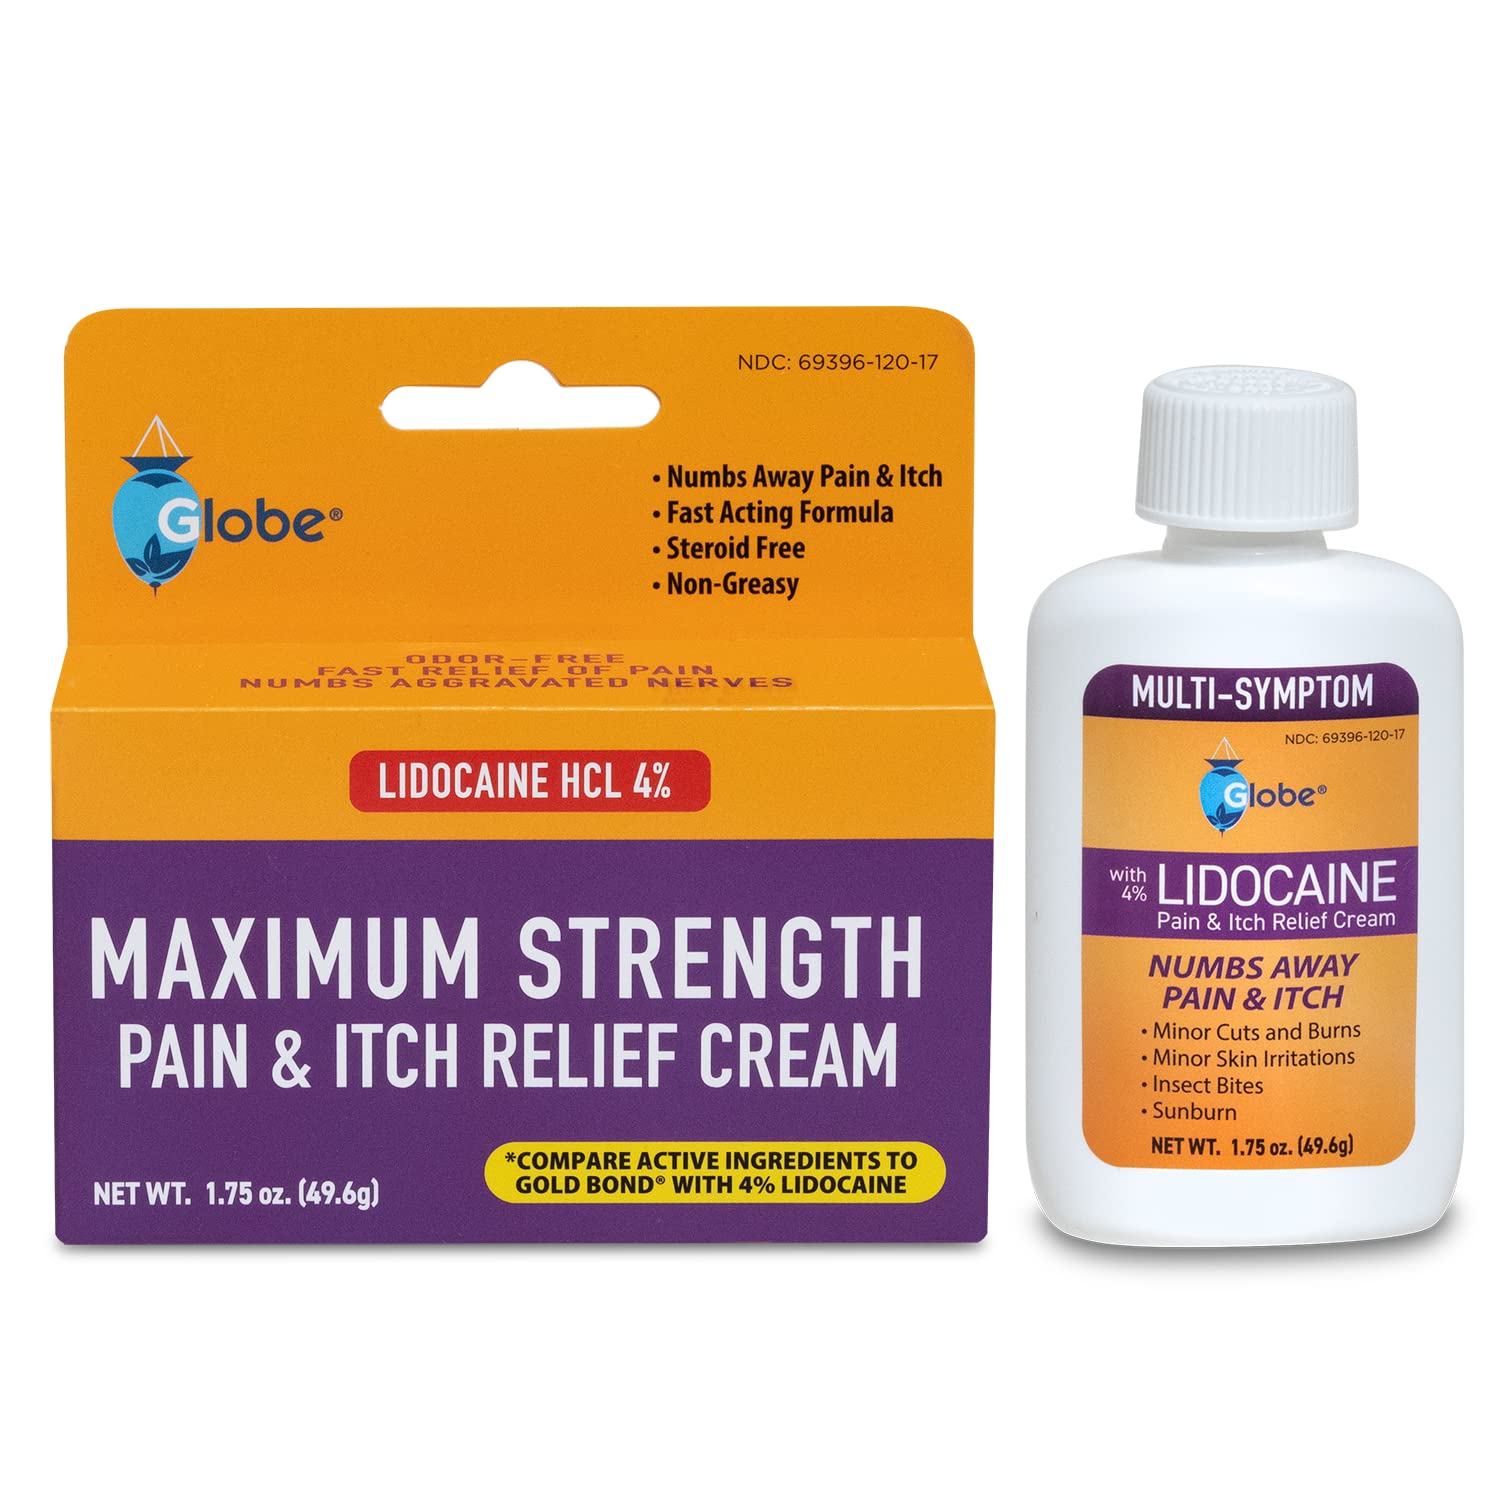 NDC: 69396-120-17
Globe®
• Numbs Away Pain & Itch
• Fast Acting Formula
• Steroid Free
• Non-Greasy
ODOR-FREE
FAST RELIEF OF PAIN
NUMBS AGGRAVATED NERVES
LIDOCAINE HCL 4%
MAXIMUM STRENGTH
PAIN & ITCH RELIEF CREAM
*COMPARE ACTIVE INGREDIENTS TO
GOLD BOND® WITH 4% LIDOCAINE
NET WT. 1.75 oz. (49.6g)
MULTI-SYMPTOM
NDC: 69396-120-17
Globe®
with 4% LIDOCAINE
Pain & Itch Relief Cream
NUMBS AWAY
PAIN & ITCH
• Minor Cuts and Burns
• Minor Skin Irritations
• Insect Bites
• Sunburn
NET WT. 1.75 oz. (49.6g)